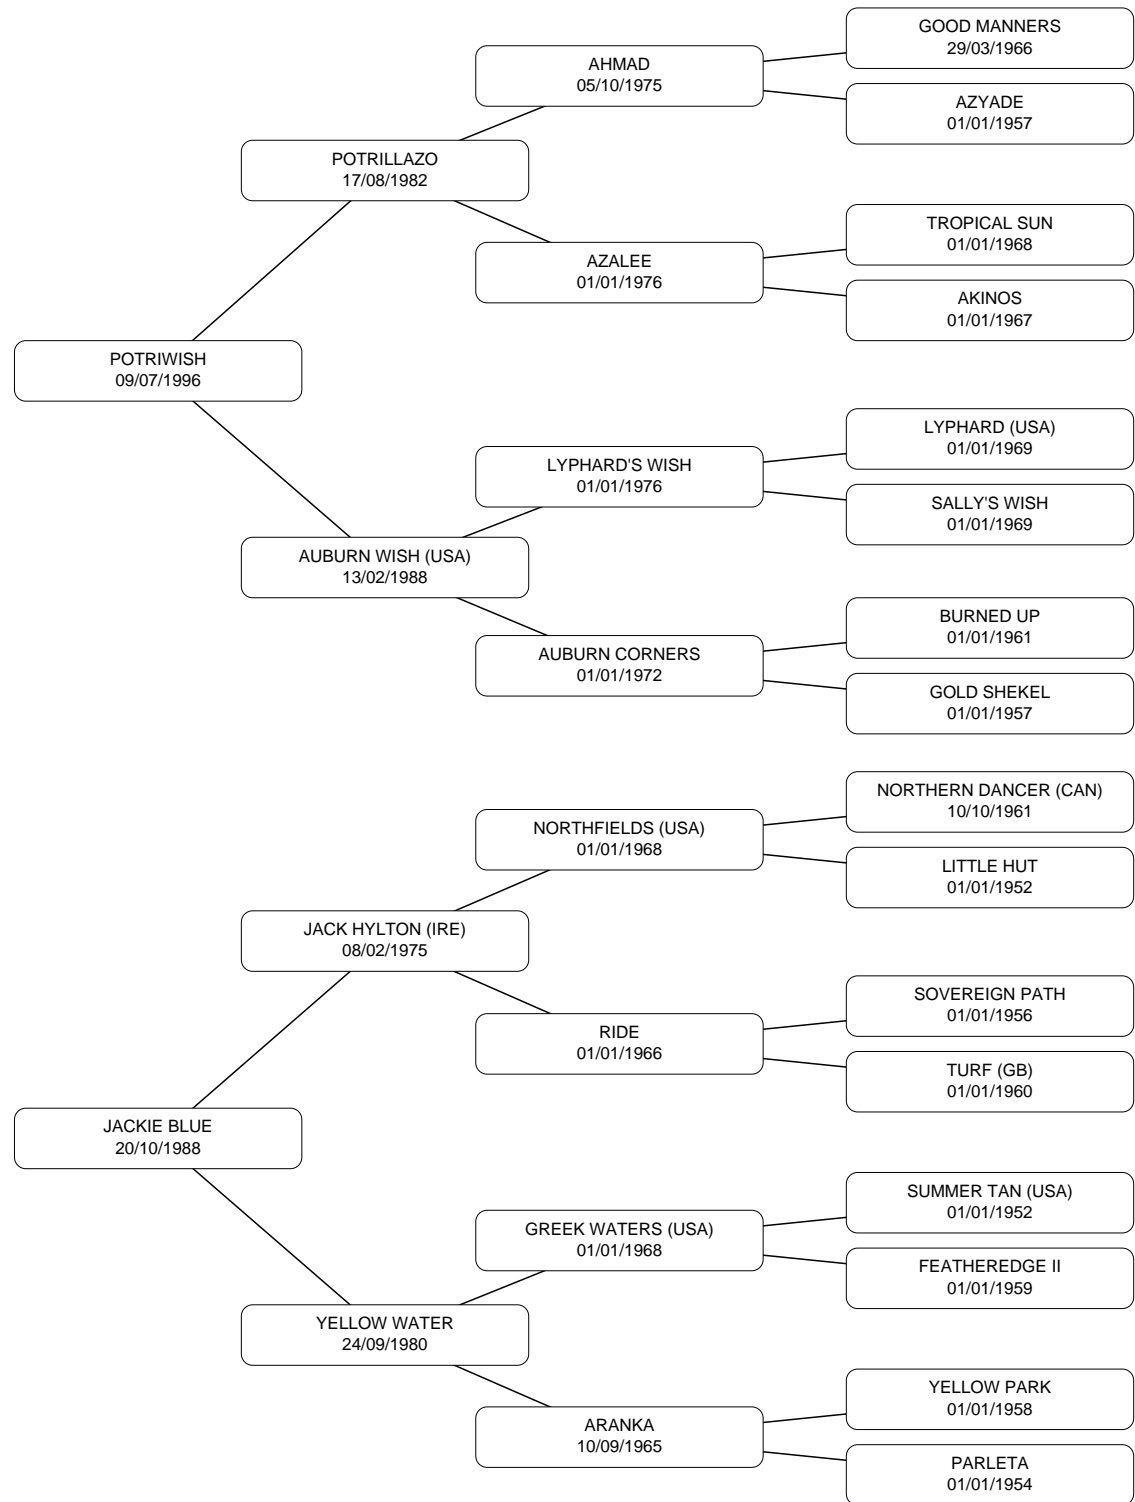 GOOD MANNERS
29/03/1966
AHMAD
05/10/1975
AZYADE
01/01/1957
POTRILLAZO
17/08/1982
TROPICAL SUN
01/01/1968
AZALEE
01/01/1976
AKINOS
01/01/1967
POTRIWISH
09/07/1996
LYPHARD (USA)
01/01/1969
LYPHARD'S WISH
01/01/1976
SALLY'S WISH
01/01/1969
AUBURN WISH (USA)
13/02/1988
BURNED UP
01/01/1961
AUBURN CORNERS
01/01/1972
GOLD SHEKEL
01/01/1957
NORTHERN DANCER (CAN)
10/10/1961
NORTHFIELDS (USA)
01/01/1968
LITTLE HUT
01/01/1952
JACK HYLTON (IRE)
08/02/1975
SOVEREIGN PATH
01/01/1956
RIDE
01/01/1966
TURF (GB)
01/01/1960
JACKIE BLUE
20/10/1988
SUMMER TAN (USA)
01/01/1952
GREEK WATERS (USA)
01/01/1968
FEATHEREDGE II
01/01/1959
YELLOW WATER
24/09/1980
YELLOW PARK
01/01/1958
ARANKA
10/09/1965
PARLETA
01/01/1954